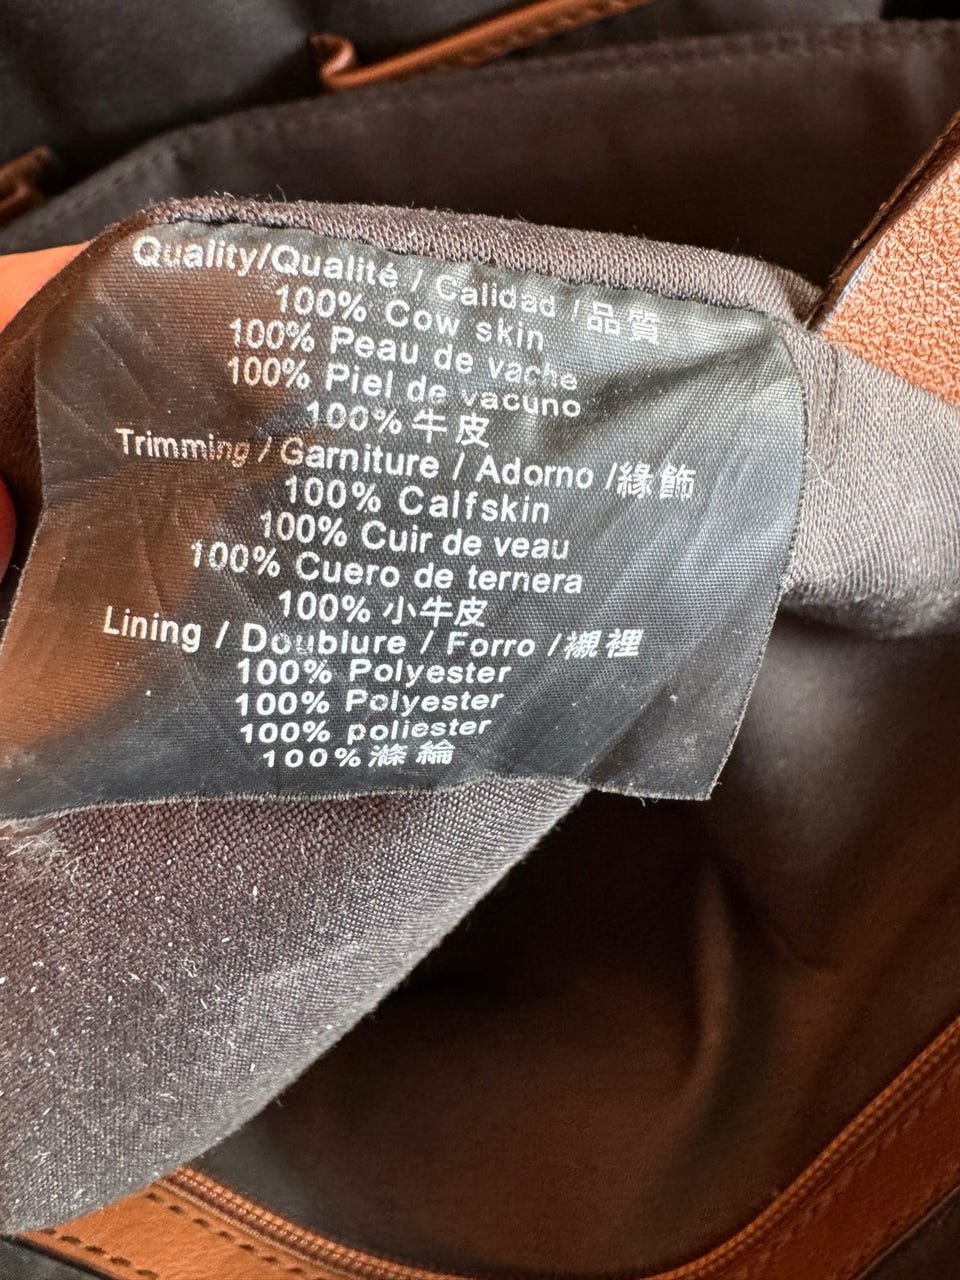 Quality/Qualité / Calidad /品質
100% Cow skin
100% Peau de vache
100% Piel de vacuno
100%牛皮
Trimming / Garniture / Adorno /緣飾
100% Calfskin
100% Cuir de veau
100% Cuero de ternera
100% 小牛皮
Lining / Doublure / Forro /襯裡
100% Polyester
100% Polyester
100% poliester
100%滌綸